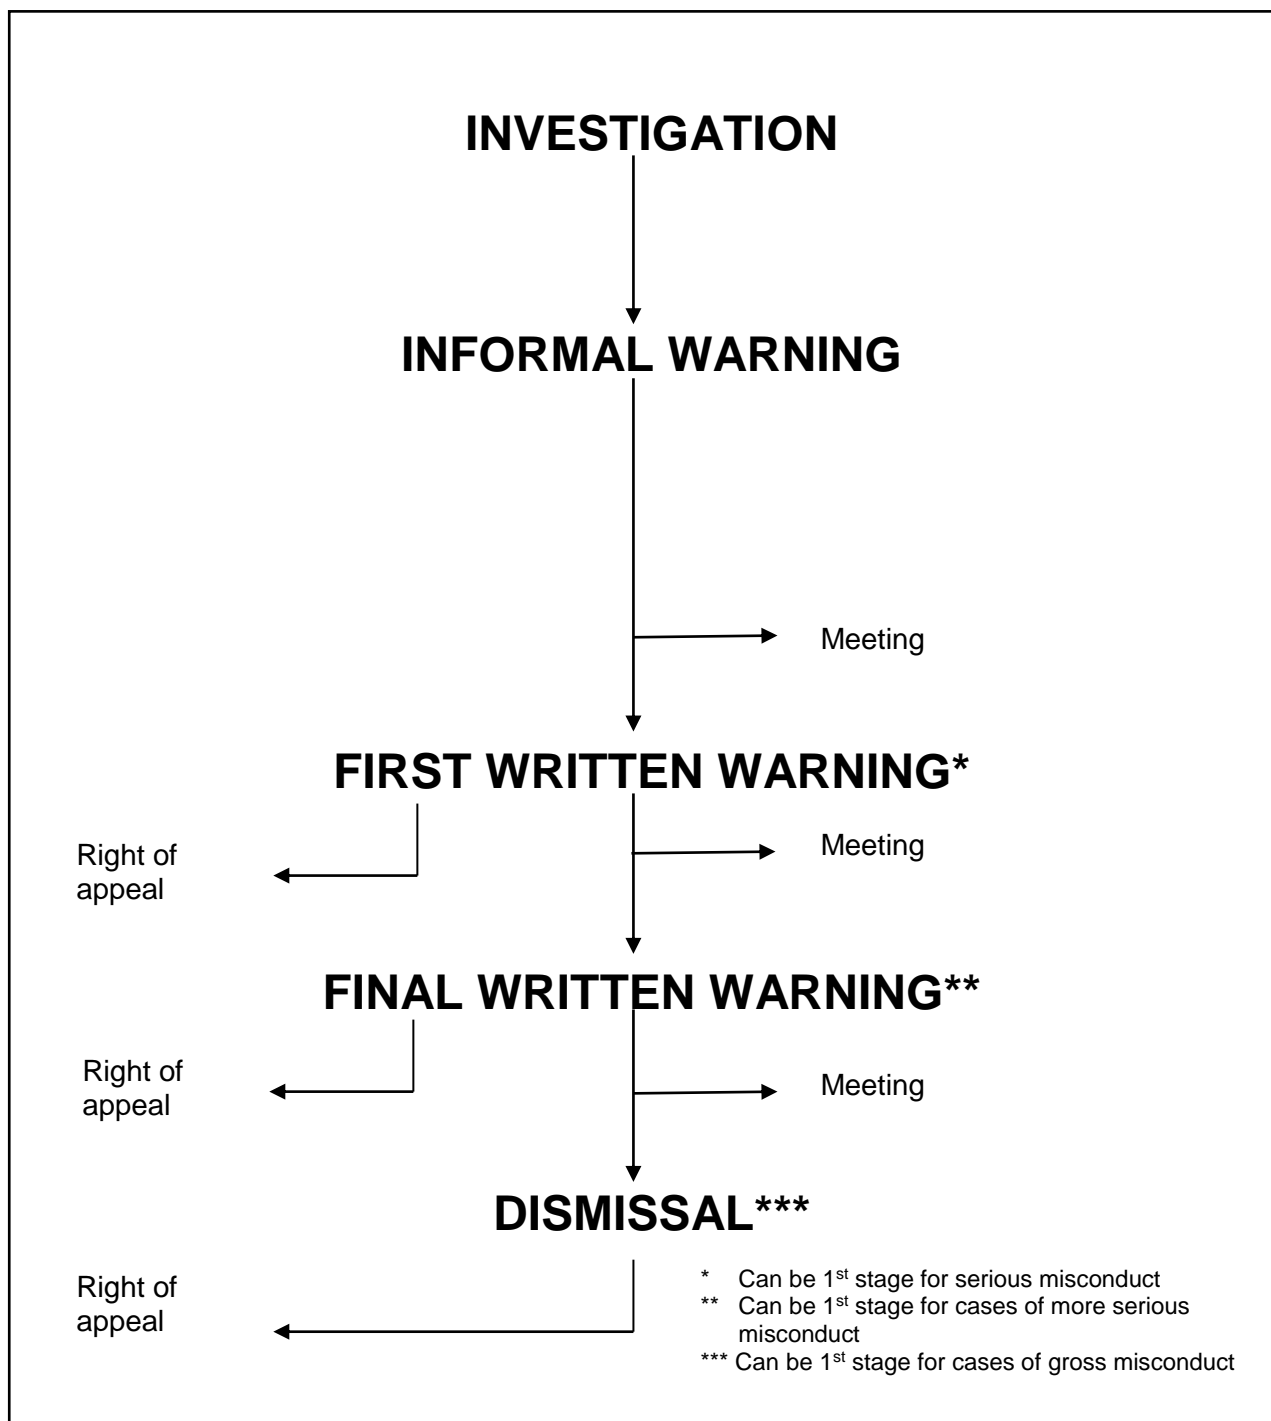 INVESTIGATION
INFORMAL WARNING
Meeting
FIRST WRITTEN WARNING*
Meeting
Right of
appeal
FINAL WRITTEN WARNING**
Right of
appeal
Meeting
DISMISSAL***
Right of
appeal
* Can be 1st stage for serious misconduct
** Can be 1st stage for cases of more serious
misconduct
*** Can be 1st stage for cases of gross misconduct